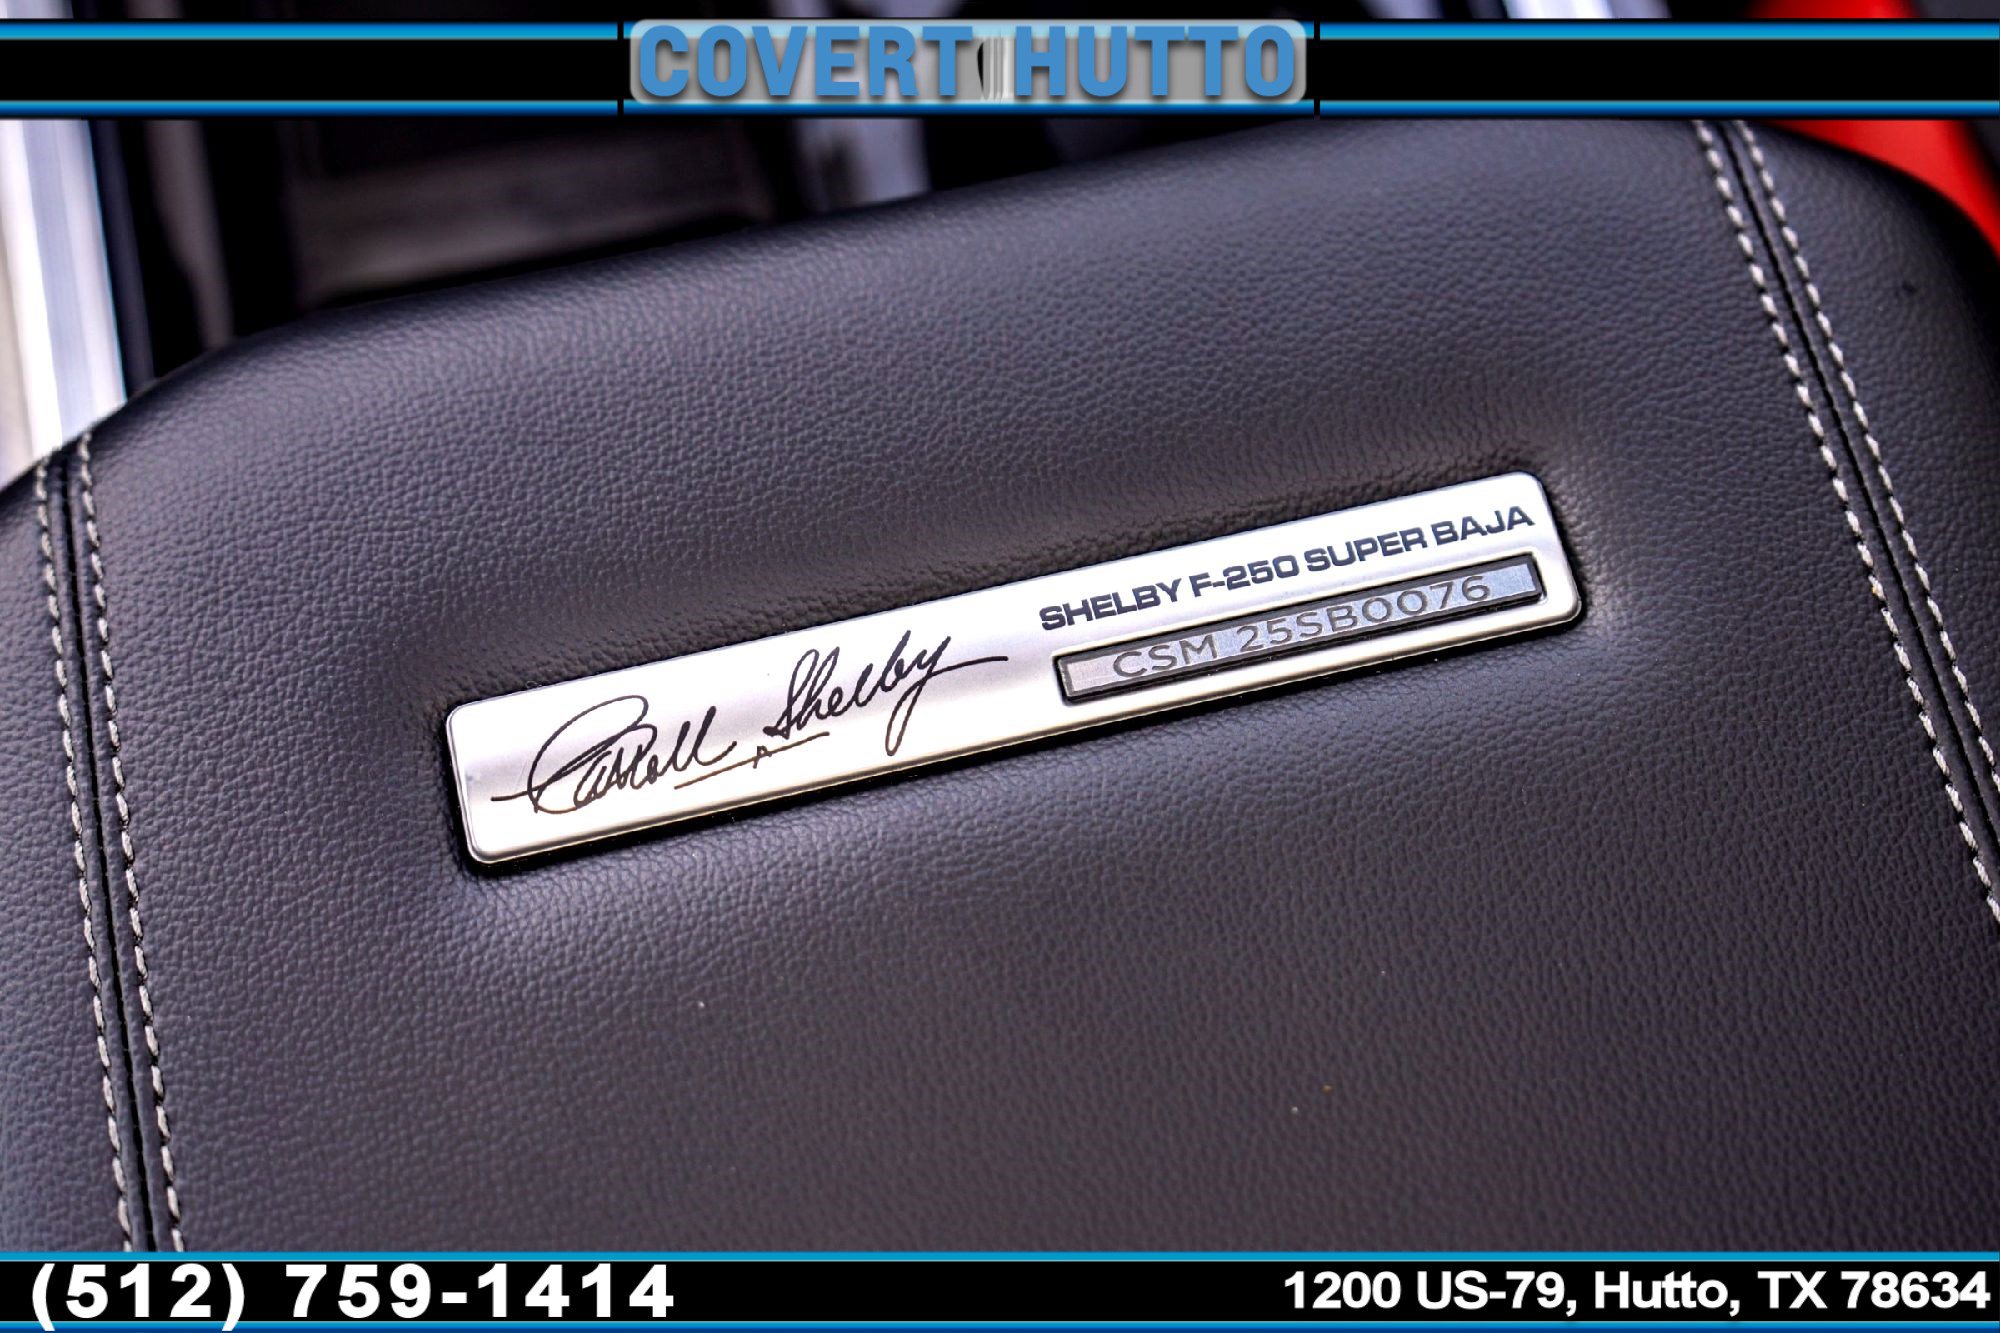 COVERT HUTTO
SHELBY F-250 SUPER BAJA
CSM 25SB0076
Carroll Shelby
(512) 759-1414
1200 US-79, Hutto, TX 78634